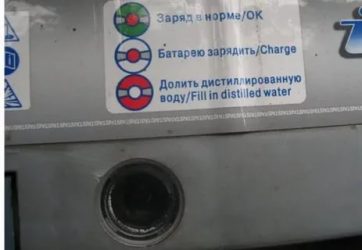 Заряд в норме/OK
Батарею зарядить/Charge
Долить дистиллированную
воду/Fill in distilled water